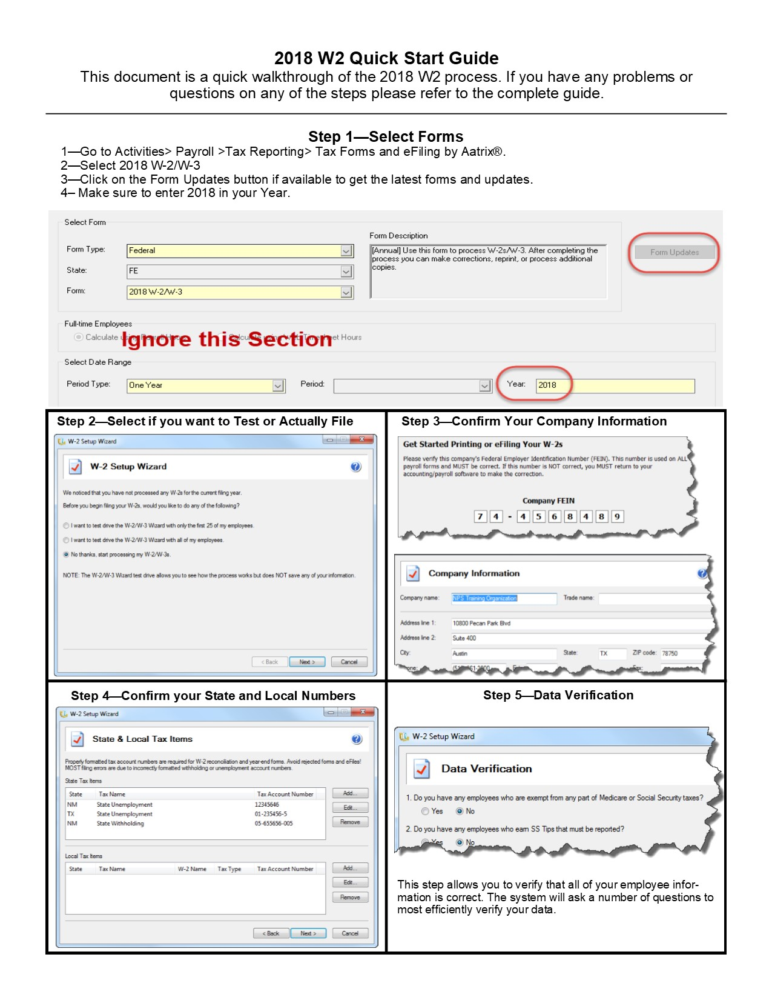 2018 W2 Quick Start Guide
This document is a quick walkthrough of the 2018 W2 process. If you have any problems or
questions on any of the steps please refer to the complete guide.
Step 1—Select Forms
1—Go to Activities> Payroll >Tax Reporting> Tax Forms and eFiling by Aatrix®.
2—Select 2018 W-2/W-3
3—Click on the Form Updates button if available to get the latest forms and updates.
4– Make sure to enter 2018 in your Year.
Select Form
Form Description
Form Type: Federal
[Annual] Use this form to process W-2s/W-3. After completing the
process you can make corrections, reprint, or process additional
copies.
Form Updates
State: FE
Form: 2018 W-2/W-3
Full-time Employees
Calculate using Payroll Hours Calculate using Web Timesheet Hours
Ignore this Section
Select Date Range
Period Type: One Year Period: Year: 2018
Step 2—Select if you want to Test or Actually File
W-2 Setup Wizard
W-2 Setup Wizard
We noticed that you have not processed any W-2s for the current filing year.
Before you begin filing your W-2s, would you like to do any of the following?
I want to test drive the W-2/W-3 Wizard with only the first 25 of my employees.
I want to test drive the W-2/W-3 Wizard with all of my employees.
No thanks, start processing my W-2/W-3s.
NOTE: The W-2/W-3 Wizard test drive allows you to see how the process works but does NOT save any of your information.
< Back Next > Cancel
Step 3—Confirm Your Company Information
Get Started Printing or eFiling Your W-2s
Please verify this company's Federal Employer Identification Number (FEIN). This number is used on ALL
payroll forms and MUST be correct. If this number is NOT correct, you MUST return to your
accounting/payroll software to make the correction.
Company FEIN
7 4 - 4 5 6 8 4 8 9
Company Information
Company name: NPS Training Organization Trade name:
Address line 1: 10800 Pecan Park Blvd
Address line 2: Suite 400
City: Austin State: TX ZIP code: 78750
Fax:
Step 4—Confirm your State and Local Numbers
W-2 Setup Wizard
State & Local Tax Items
Properly formatted tax account numbers are required for W-2 reconciliation and year-end forms. Avoid rejected forms and eFiles!
MOST filing errors are due to incorrectly formatted withholding or unemployment account numbers.
State Tax Items
State Tax Name Tax Account Number Add...
NM State Unemployment 12345646
TX State Unemployment 01-235456-5 Edit...
NM State Withholding 05-655656-005 Remove
Local Tax Items
State Tax Name W-2 Name Tax Type Tax Account Number Add...
Edit...
Remove
< Back Next > Cancel
Step 5—Data Verification
W-2 Setup Wizard
Data Verification
1. Do you have any employees who are exempt from any part of Medicare or Social Security taxes?
Yes No
2. Do you have any employees who earn SS Tips that must be reported?
Yes No
This step allows you to verify that all of your employee infor-
mation is correct. The system will ask a number of questions to
most efficiently verify your data.